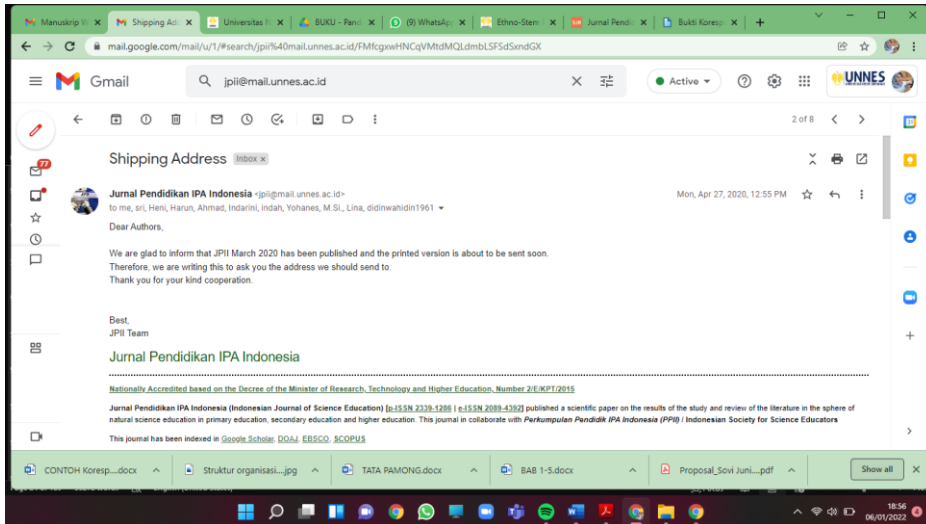 Manuskrip W
Shipping Ad
Universitas N
BUKU - Pand
(9) WhatsAp
Ethno-Stem
Jurnal Pendid
Bukti Koresp
mail.google.com/mail/u/1/#search/jpii%40mail.unnes.ac.id/FMfcgxwHNCqVMtdMQLdmbLSFSdSxndGX
Gmail
jpii@mail.unnes.ac.id
Active
UNNES
2 of 8
77
Shipping Address Inbox x
Jurnal Pendidikan IPA Indonesia <jpii@mail.unnes.ac.id>
Mon, Apr 27, 2020, 12:55 PM
to me, sri, Heni, Harun, Ahmad, Indarini, indah, Yohanes, M.Si., Lina, didinwahidin1961
Dear Authors,
We are glad to inform that JPII March 2020 has been published and the printed version is about to be sent soon.
Therefore, we are writing this to ask you the address we should send to.
Thank you for your kind cooperation.
Best,
JPII Team
Jurnal Pendidikan IPA Indonesia
Nationally Accredited based on the Decree of the Minister of Research, Technology and Higher Education, Number 2/E/KPT/2015
Jurnal Pendidikan IPA Indonesia (Indonesian Journal of Science Education) [p-ISSN 2339-1286 | e-ISSN 2089-4392] published a scientific paper on the results of the study and review of the literature in the sphere of
natural science education in primary education, secondary education and higher education. This journal in collaborate with Perkumpulan Pendidik IPA Indonesia (PPII) / Indonesian Society for Science Educators
This journal has been indexed in Google Scholar, DOAJ, EBSCO, SCOPUS
CONTOH Koresp....docx
Struktur organisasi....jpg
TATA PAMONG.docx
BAB 1-5.docx
Proposal_Sovi Juni....pdf
Show all
18:56
06/01/2022
4